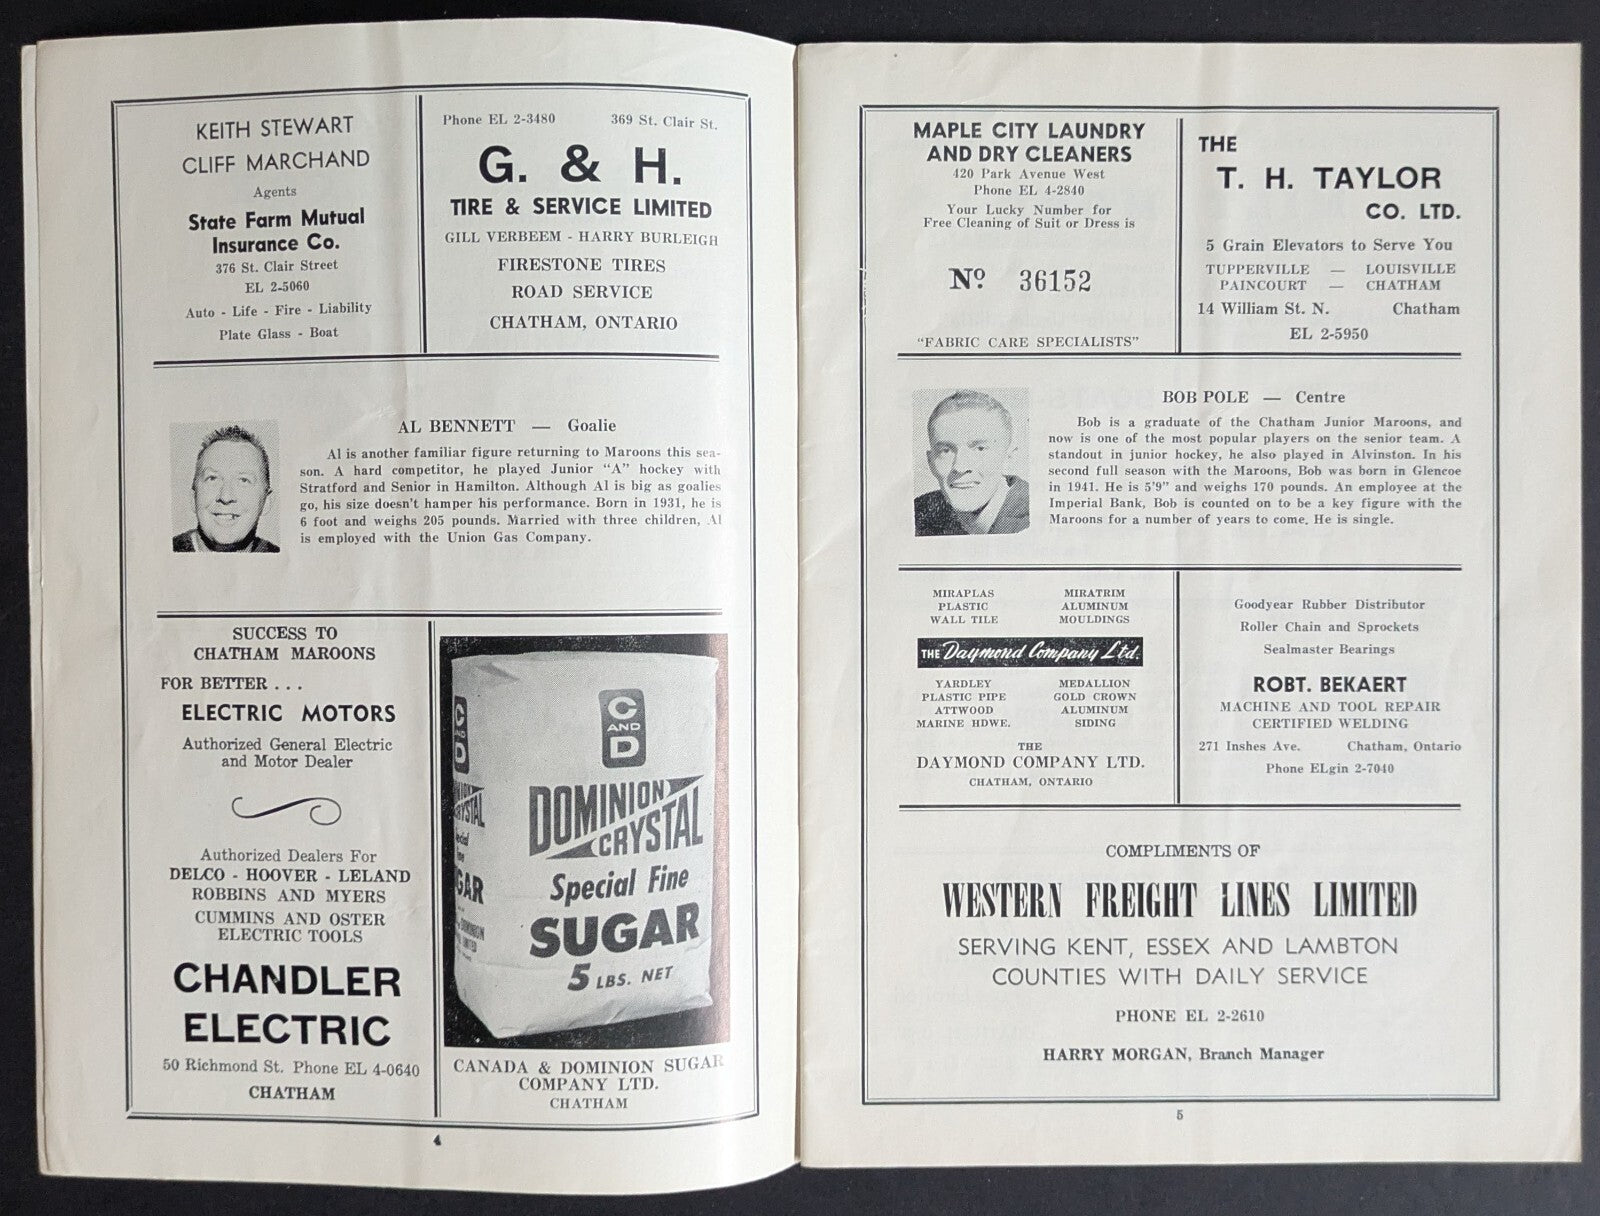 KEITH STEWART
CLIFF MARCHAND
Agents
State Farm Mutual
Insurance Co.
376 St. Clair Street
EL 2-5060
Auto - Life - Fire - Liability
Plate Glass - Boat
Phone EL 2-3480 369 St. Clair St.
G. & H.
TIRE & SERVICE LIMITED
GILL VERBEEM - HARRY BURLEIGH
FIRESTONE TIRES
ROAD SERVICE
CHATHAM, ONTARIO
AL BENNETT — Goalie
Al is another familiar figure returning to Maroons this sea-
son. A hard competitor, he played Junior "A" hockey with
Stratford and Senior in Hamilton. Although Al is big as goalies
go, his size doesn't hamper his performance. Born in 1931, he is
6 foot and weighs 205 pounds. Married with three children, Al
is employed with the Union Gas Company.
SUCCESS TO
CHATHAM MAROONS
FOR BETTER . . .
ELECTRIC MOTORS
Authorized General Electric
and Motor Dealer
Authorized Dealers For
DELCO - HOOVER - LELAND
ROBBINS AND MYERS
CUMMINS AND OSTER
ELECTRIC TOOLS
CHANDLER
ELECTRIC
50 Richmond St. Phone EL 4-0640
CHATHAM
C
AND
D
DOMINION
CRYSTAL
Special Fine
SUGAR
5 LBS. NET
CANADA & DOMINION SUGAR
COMPANY LTD.
CHATHAM
4
MAPLE CITY LAUNDRY
AND DRY CLEANERS
420 Park Avenue West
Phone EL 4-2840
Your Lucky Number for
Free Cleaning of Suit or Dress is
Nº 36152
"FABRIC CARE SPECIALISTS"
THE
T. H. TAYLOR
CO. LTD.
5 Grain Elevators to Serve You
TUPPERVILLE — LOUISVILLE
PAINCOURT — CHATHAM
14 William St. N. Chatham
EL 2-5950
BOB POLE — Centre
Bob is a graduate of the Chatham Junior Maroons, and
now is one of the most popular players on the senior team. A
standout in junior hockey, he also played in Alvinston. In his
second full season with the Maroons, Bob was born in Glencoe
in 1941. He is 5'9" and weighs 170 pounds. An employee at the
Imperial Bank, Bob is counted on to be a key figure with the
Maroons for a number of years to come. He is single.
MIRAPLAS MIRATRIM
PLASTIC ALUMINUM
WALL TILE MOULDINGS
THE Daymond Company Ltd.
YARDLEY MEDALLION
PLASTIC PIPE GOLD CROWN
ATTWOOD ALUMINUM
MARINE HDWE. SIDING
THE
DAYMOND COMPANY LTD.
CHATHAM, ONTARIO
Goodyear Rubber Distributor
Roller Chain and Sprockets
Sealmaster Bearings
ROBT. BEKAERT
MACHINE AND TOOL REPAIR
CERTIFIED WELDING
271 Inshes Ave. Chatham, Ontario
Phone ELgin 2-7040
COMPLIMENTS OF
WESTERN FREIGHT LINES LIMITED
SERVING KENT, ESSEX AND LAMBTON
COUNTIES WITH DAILY SERVICE
PHONE EL 2-2610
HARRY MORGAN, Branch Manager
5